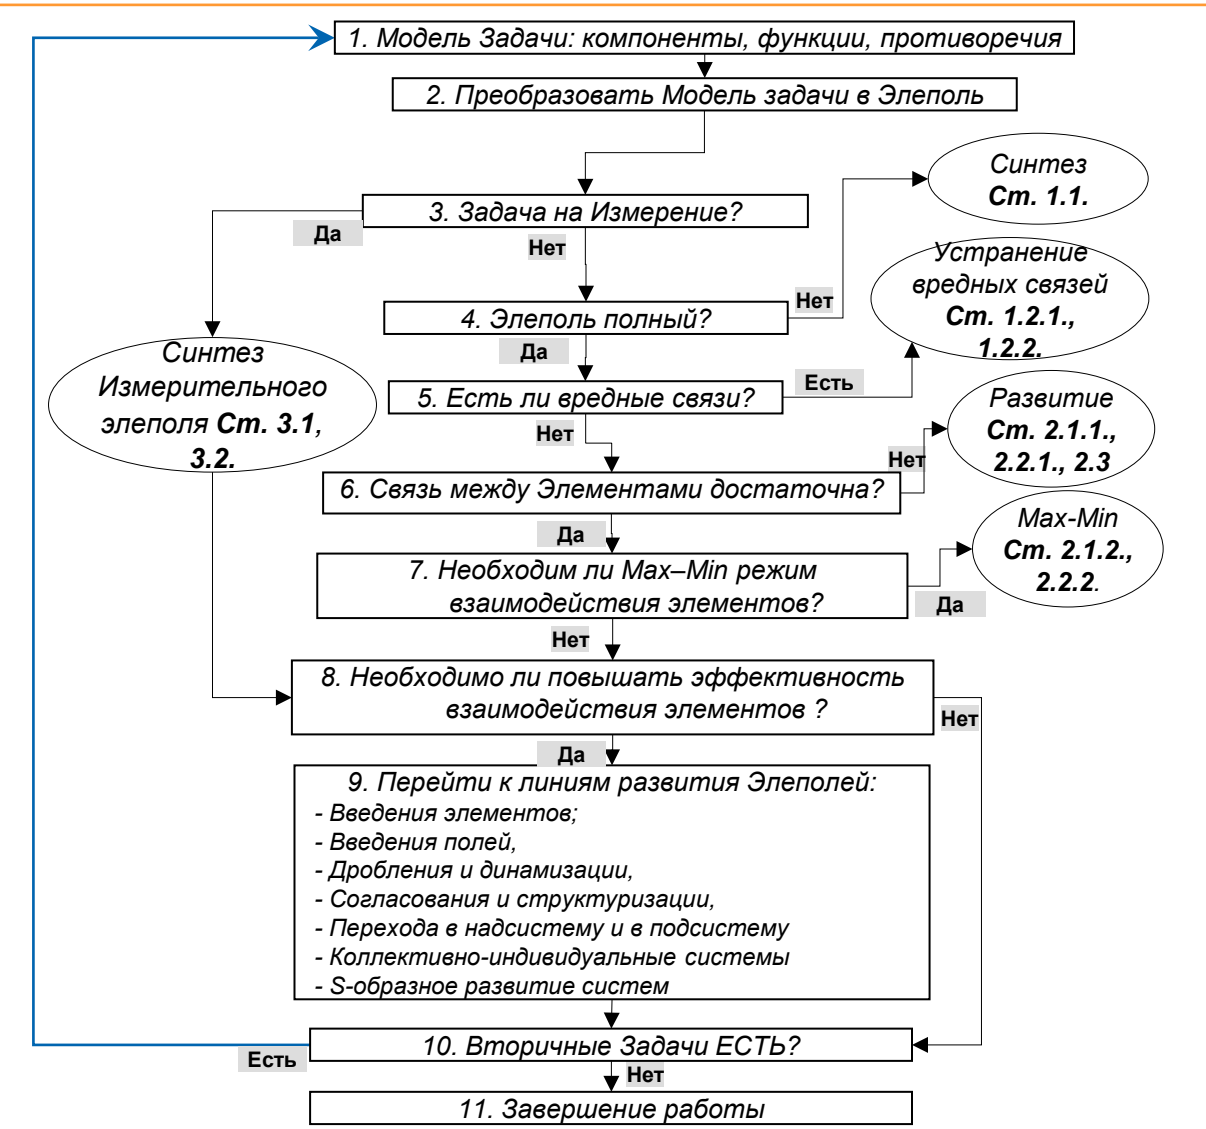 1. Модель Задачи: компоненты, функции, противоречия
2. Преобразовать Модель задачи в Элеполь
Синтез
Ст. 1.1.
3. Задача на Измерение?
Да
Нет
Устранение
вредных связей
Ст. 1.2.1.,
1.2.2.
Нет
4. Элеполь полный?
Синтез
Измерительного
элеполя Ст. 3.1,
3.2.
Да
Есть
5. Есть ли вредные связи?
Развитие
Ст. 2.1.1.,
2.2.1., 2.3
Нет
Нет
6. Связь между Элементами достаточна?
Max-Min
Ст. 2.1.2.,
2.2.2.
Да
7. Необходим ли Max–Min режим
взаимодействия элементов?
Да
Нет
8. Необходимо ли повышать эффективность
взаимодействия элементов ?
Нет
Да
9. Перейти к линиям развития Элеполей:
- Введения элементов;
- Введения полей,
- Дробления и динамизации,
- Согласования и структуризации,
- Перехода в надсистему и в подсистему
- Коллективно-индивидуальные системы
- S-образное развитие систем
10. Вторичные Задачи ЕСТЬ?
Есть
Нет
11. Завершение работы